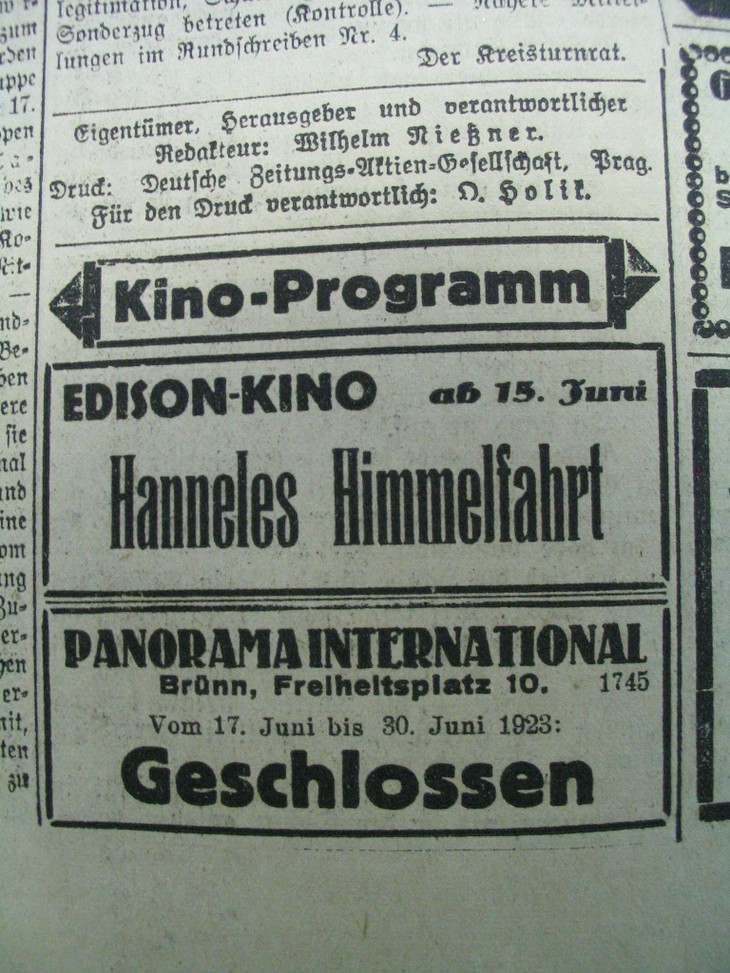 Sonderzug betreten (Kontrolle). — Nähere Mittei-
lungen im Rundschreiben Nr. 4.
Der Kreisturnrat.
Eigentümer, Herausgeber und verantwortlicher
Redakteur: Wilhelm Nießner.
Druck: Deutsche Zeitungs-Aktien-Gesellschaft, Prag.
Für den Druck verantwortlich: O. Holik.
Kino-Programm
EDISON-KINO ab 15. Juni
Hanneles Himmelfahrt
PANORAMA INTERNATIONAL
Brünn, Freiheitsplatz 10. 1745
Vom 17. Juni bis 30. Juni 1923:
Geschlossen